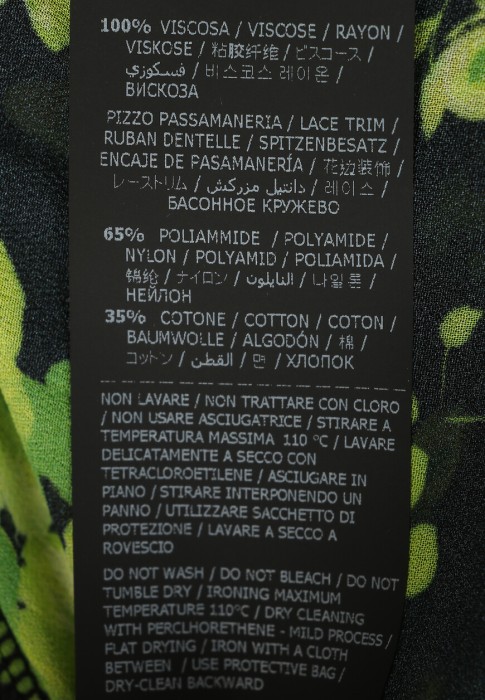 100% VISCOSA / VISCOSE / RAYON /
VISKOSE / 粘胶纤维 / ビスコース /
فسكوزي / 비스코스 레이온 /
ВИСКОЗА
PIZZO PASSAMANERIA / LACE TRIM /
RUBAN DENTELLE / SPITZENBESATZ /
ENCAJE DE PASAMANERÍA / 花边装饰 /
レーストリム / دانتيل مزركش / 레이스 /
БАСОННОЕ КРУЖЕВО
65% POLIAMMIDE / POLYAMIDE /
NYLON / POLYAMID / POLIAMIDA /
锦纶 / ナイロン / النايلون / 나일론 /
НЕЙЛОН
35% COTONE / COTTON / COTON /
BAUMWOLLE / ALGODÓN / 棉 /
コットン / القطن / 면 / ХЛОПОК
NON LAVARE / NON TRATTARE CON CLORO
/ NON USARE ASCIUGATRICE / STIRARE A
TEMPERATURA MASSIMA 110 °C / LAVARE
DELICATAMENTE A SECCO CON
TETRACLOROETILENE / ASCIUGARE IN
PIANO / STIRARE INTERPONENDO UN
PANNO / UTILIZZARE SACCHETTO DI
PROTEZIONE / LAVARE A SECCO A
ROVESCIO
DO NOT WASH / DO NOT BLEACH / DO NOT
TUMBLE DRY / IRONING MAXIMUM
TEMPERATURE 110°C / DRY CLEANING
WITH PERCLHORETHENE - MILD PROCESS /
FLAT DRYING / IRON WITH A CLOTH
BETWEEN / USE PROTECTIVE BAG /
DRY-CLEAN BACKWARD